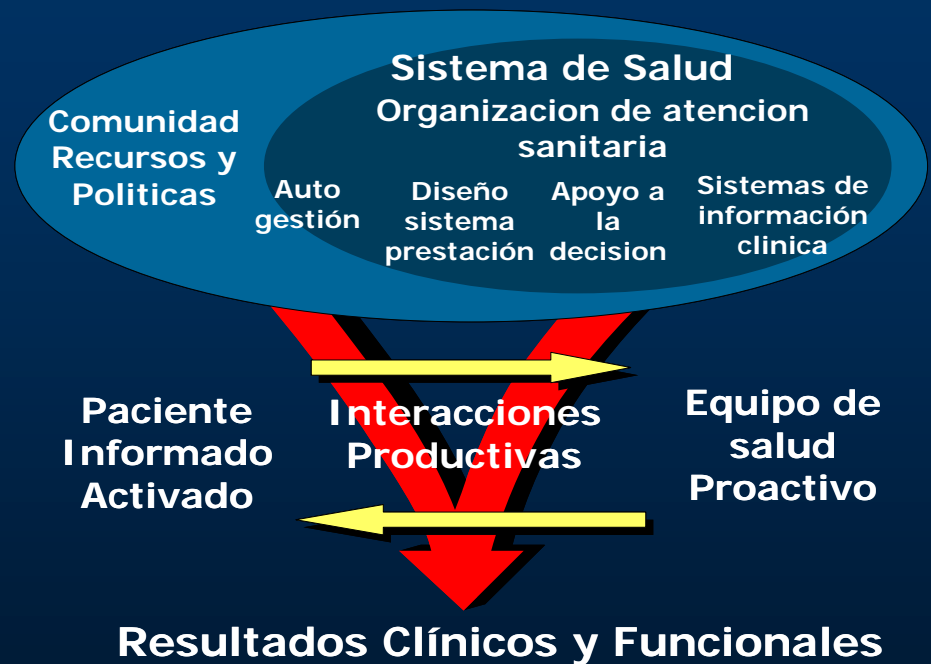 Sistema de Salud
Organizacion de atencion
sanitaria
Comunidad
Recursos y
Politicas
Auto
gestión
Diseño
sistema
prestación
Apoyo a
la
decision
Sistemas de
información
clinica
Paciente
Informado
Activado
Interacciones
Productivas
Equipo de
salud
Proactivo
Resultados Clínicos y Funcionales